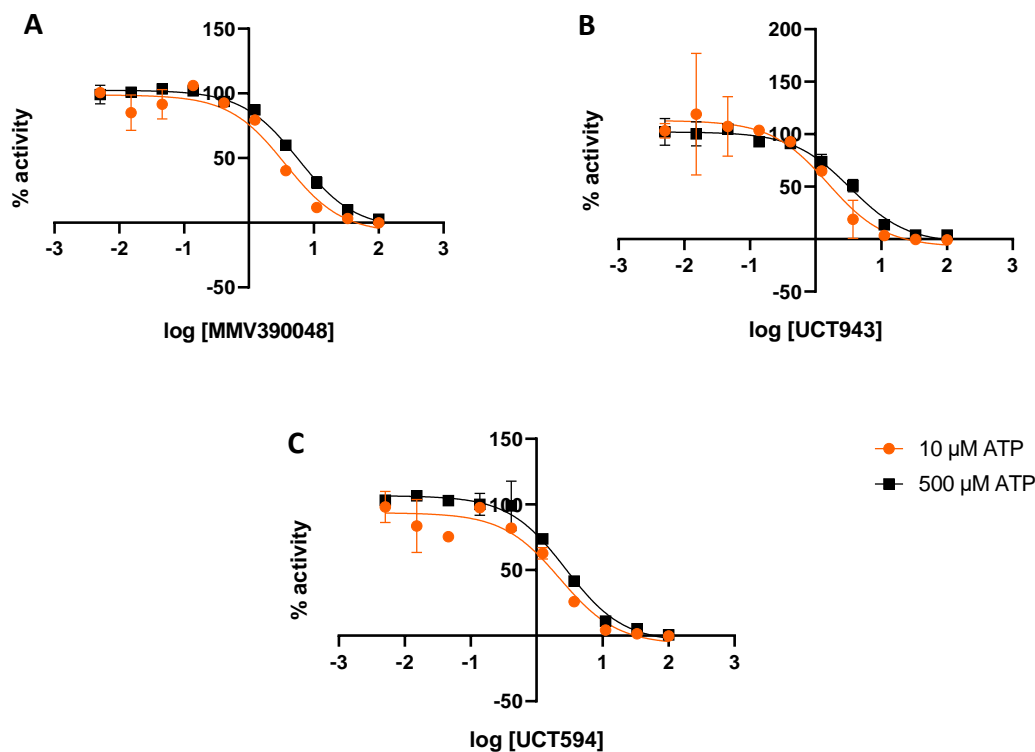 A
150
100
50
-50
-3
-2
-1
1
2
3
% activity
log [MMV390048]
B
200
150
100
50
-50
-3
-2
-1
1
2
3
% activity
log [UCT943]
C
150
100
50
-50
-3
-2
-1
1
2
3
% activity
log [UCT594]
10 µM ATP
500 µM ATP